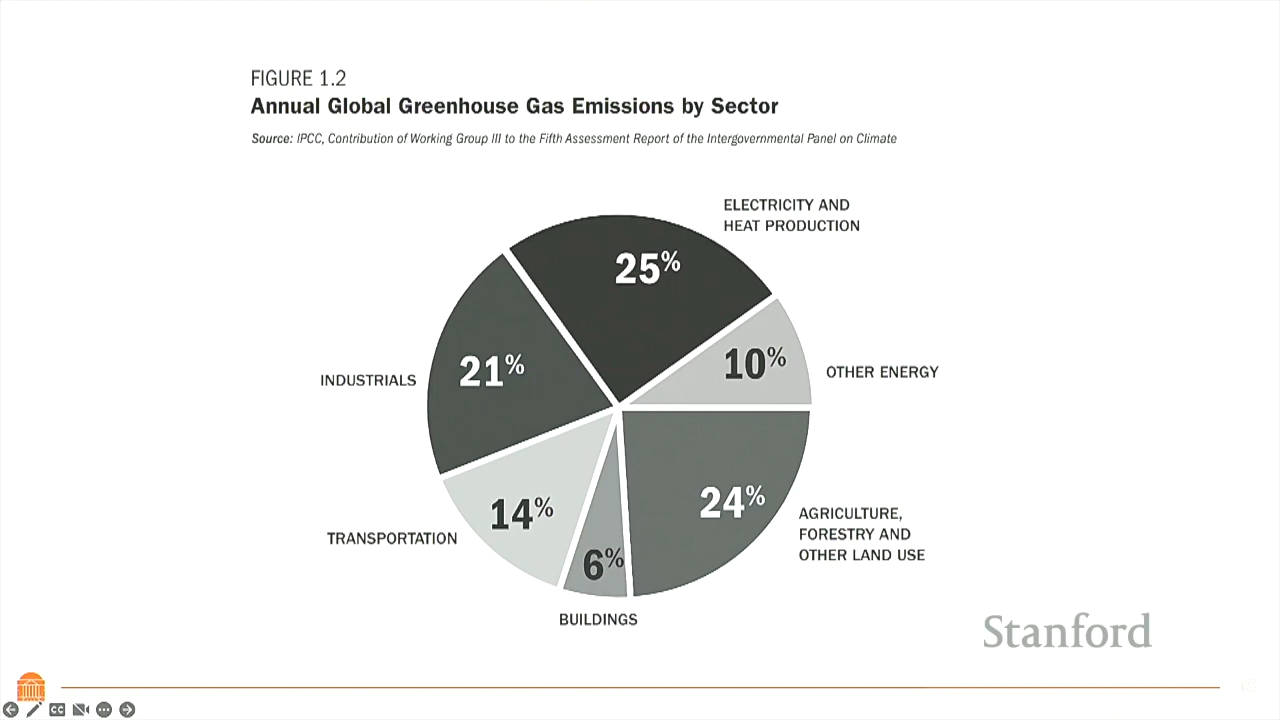 FIGURE 1.2
Annual Global Greenhouse Gas Emissions by Sector
Source: IPCC, Contribution of Working Group III to the Fifth Assessment Report of the Intergovernmental Panel on Climate
ELECTRICITY AND
HEAT PRODUCTION
25%
10%
OTHER ENERGY
21%
INDUSTRIALS
24%
AGRICULTURE,
FORESTRY AND
OTHER LAND USE
14%
TRANSPORTATION
6%
BUILDINGS
Stanford
CC